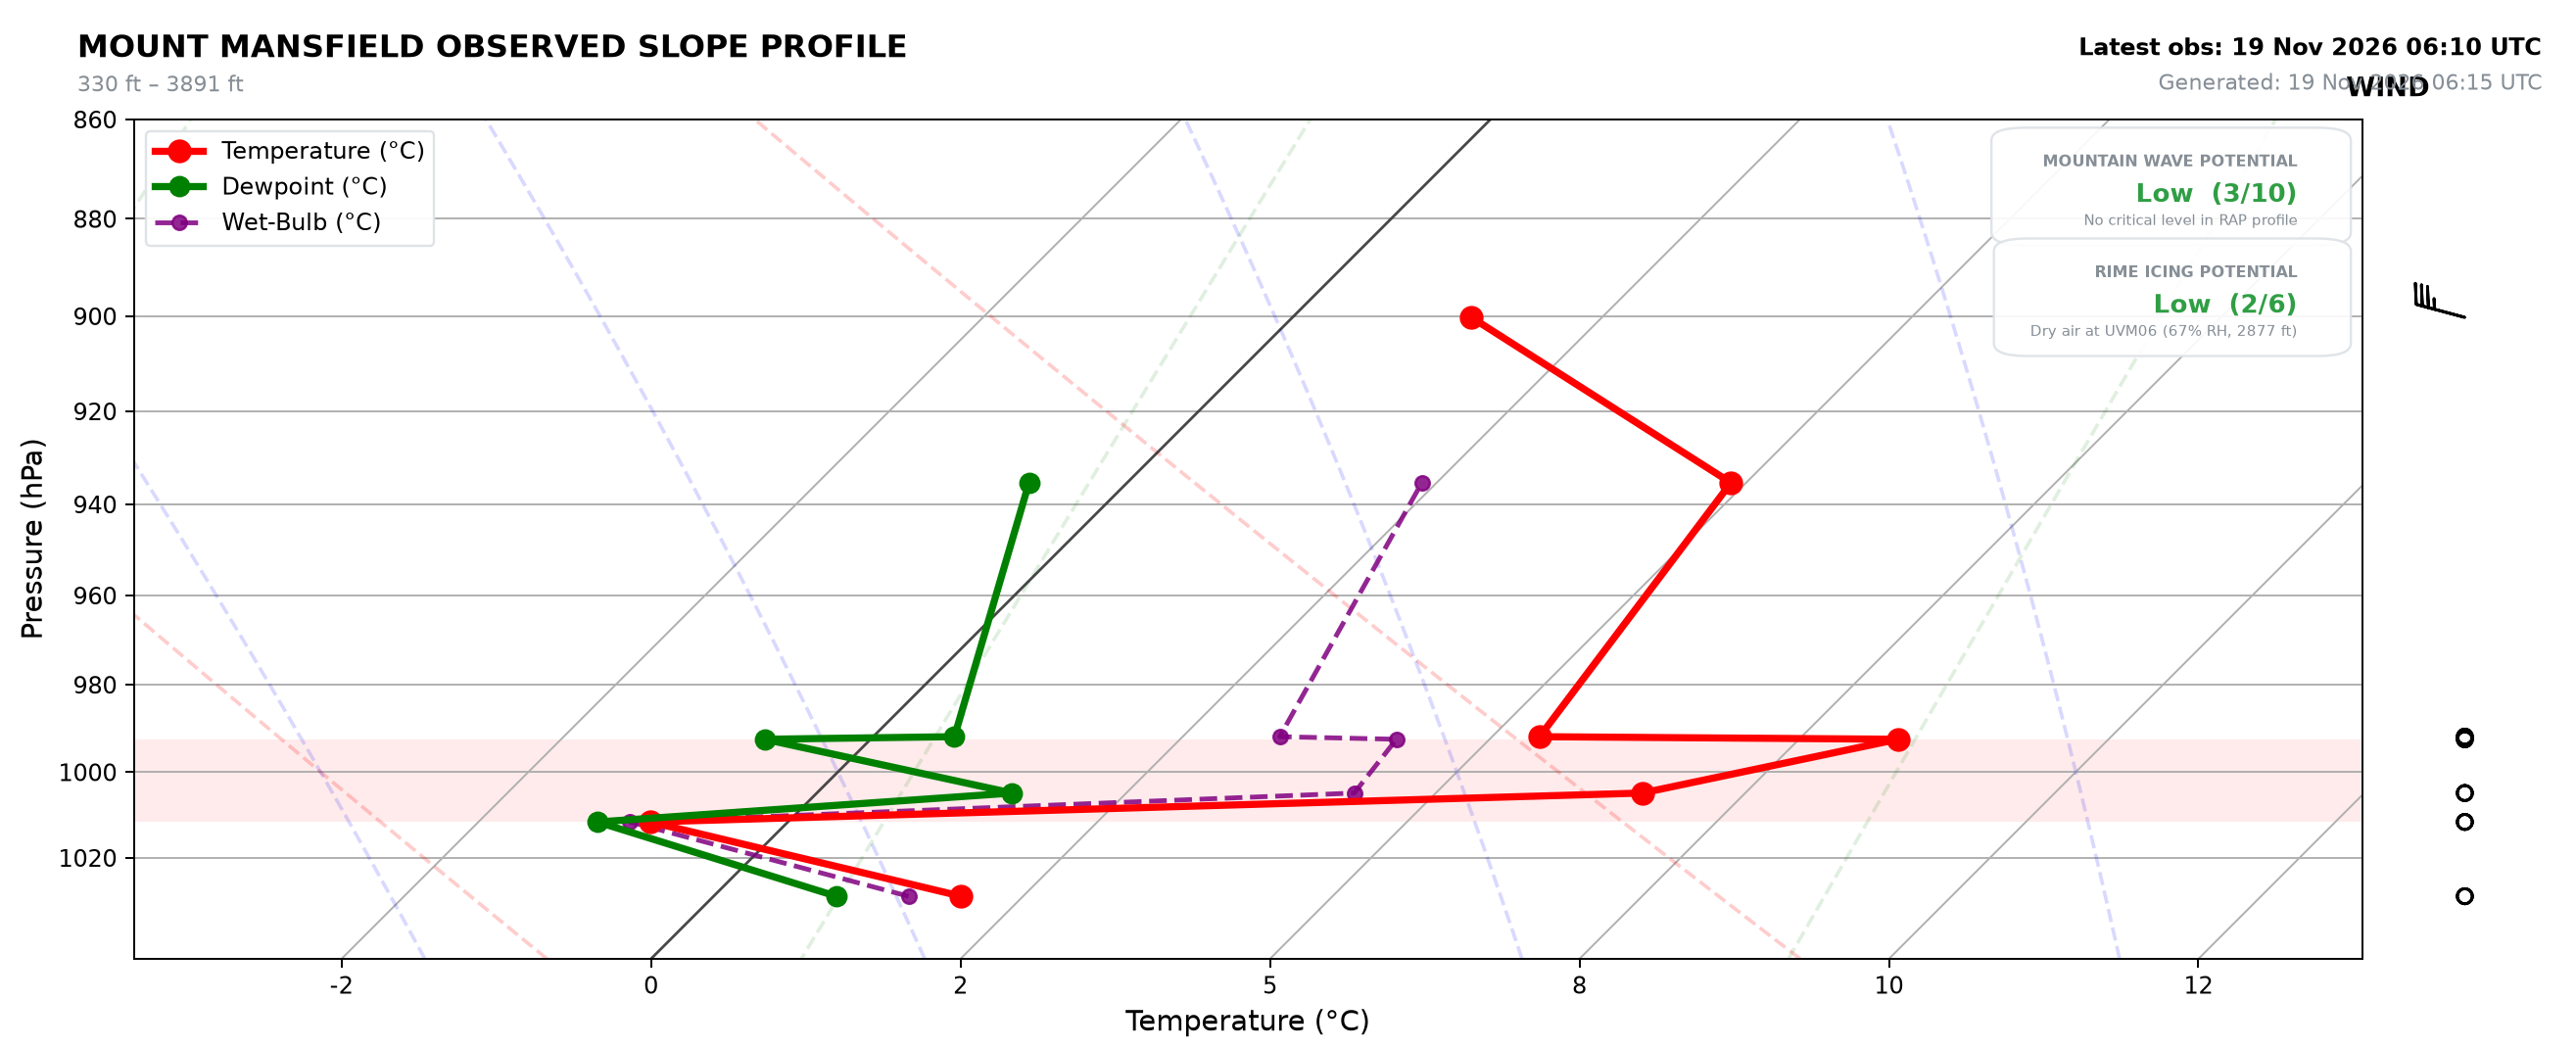 MOUNT MANSFIELD OBSERVED SLOPE PROFILE
330 ft – 3891 ft
Latest obs: 19 Nov 2026 06:10 UTC
Generated: 19 Nov 2026 06:15 UTC
WIND
Temperature (°C)
Dewpoint (°C)
Wet-Bulb (°C)
MOUNTAIN WAVE POTENTIAL
Low (3/10)
No critical level in RAP profile
RIME ICING POTENTIAL
Low (2/6)
Dry air at UVM06 (67% RH, 2877 ft)
Pressure (hPa)
860
880
900
920
940
960
980
1000
1020
-2 0 2 5 8 10 12
Temperature (°C)